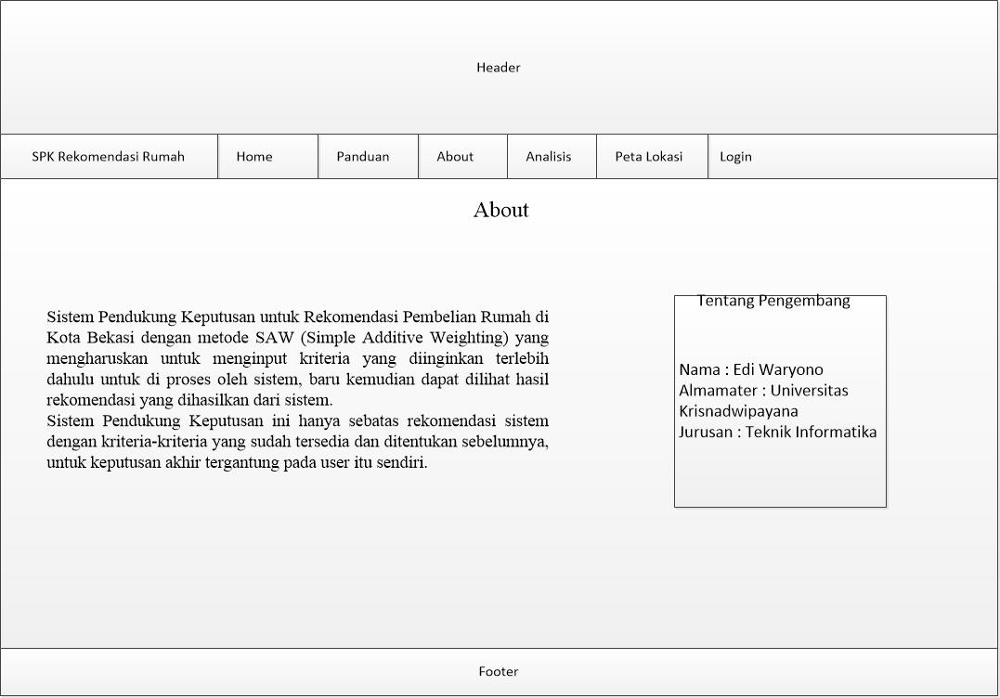 Header
SPK Rekomendasi Rumah Home Panduan About Analisis Peta Lokasi Login
About
Sistem Pendukung Keputusan untuk Rekomendasi Pembelian Rumah di
Kota Bekasi dengan metode SAW (Simple Additive Weighting) yang
mengharuskan untuk menginput kriteria yang diinginkan terlebih
dahulu untuk di proses oleh sistem, baru kemudian dapat dilihat hasil
rekomendasi yang dihasilkan dari sistem.
Sistem Pendukung Keputusan ini hanya sebatas rekomendasi sistem
dengan kriteria-kriteria yang sudah tersedia dan ditentukan sebelumnya,
untuk keputusan akhir tergantung pada user itu sendiri.
Tentang Pengembang
Nama : Edi Waryono
Almamater : Universitas
Krisnadwipayana
Jurusan : Teknik Informatika
Footer